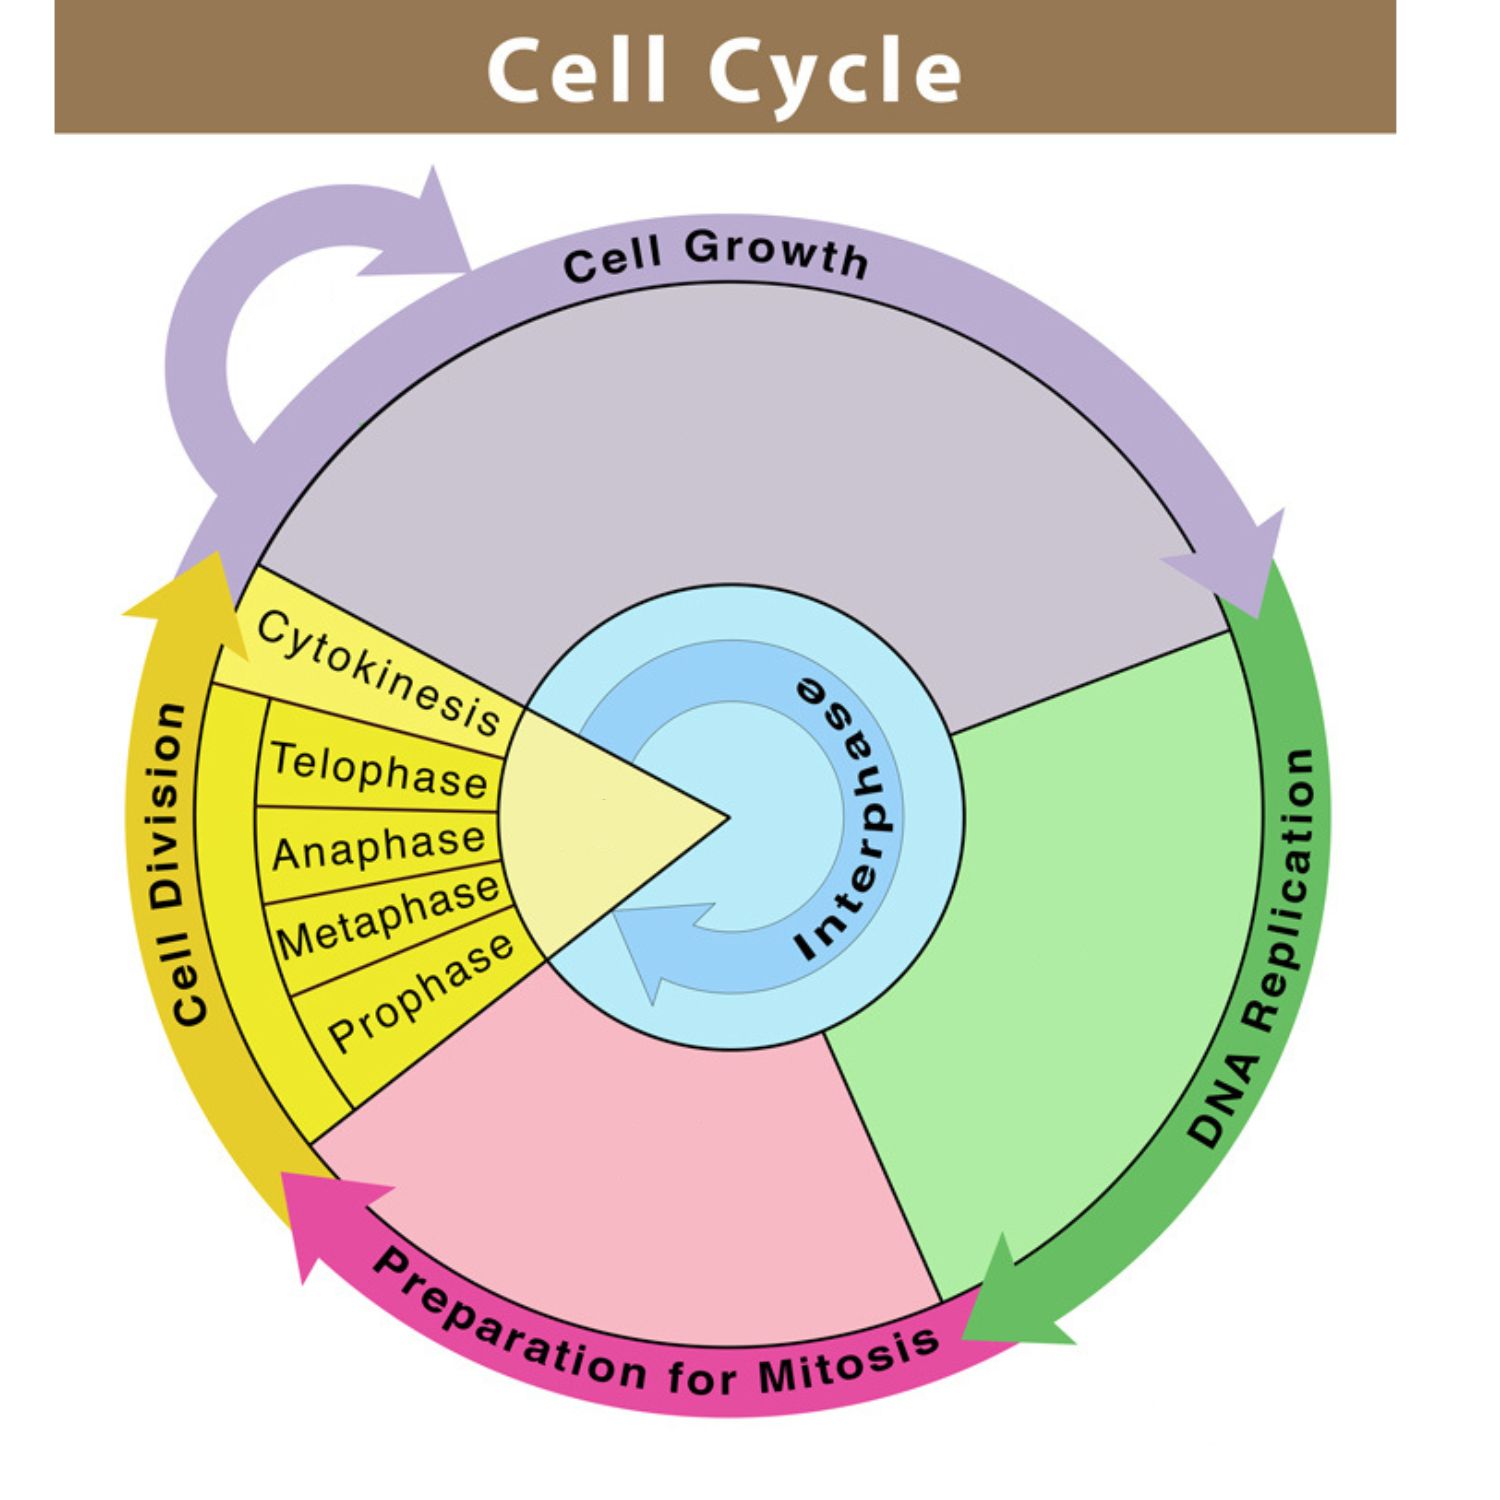 Cell Cycle
Cell Growth
DNA Replication
Preparation for Mitosis
Cell Division
Cytokinesis
Telophase
Anaphase
Metaphase
Prophase
Interphase